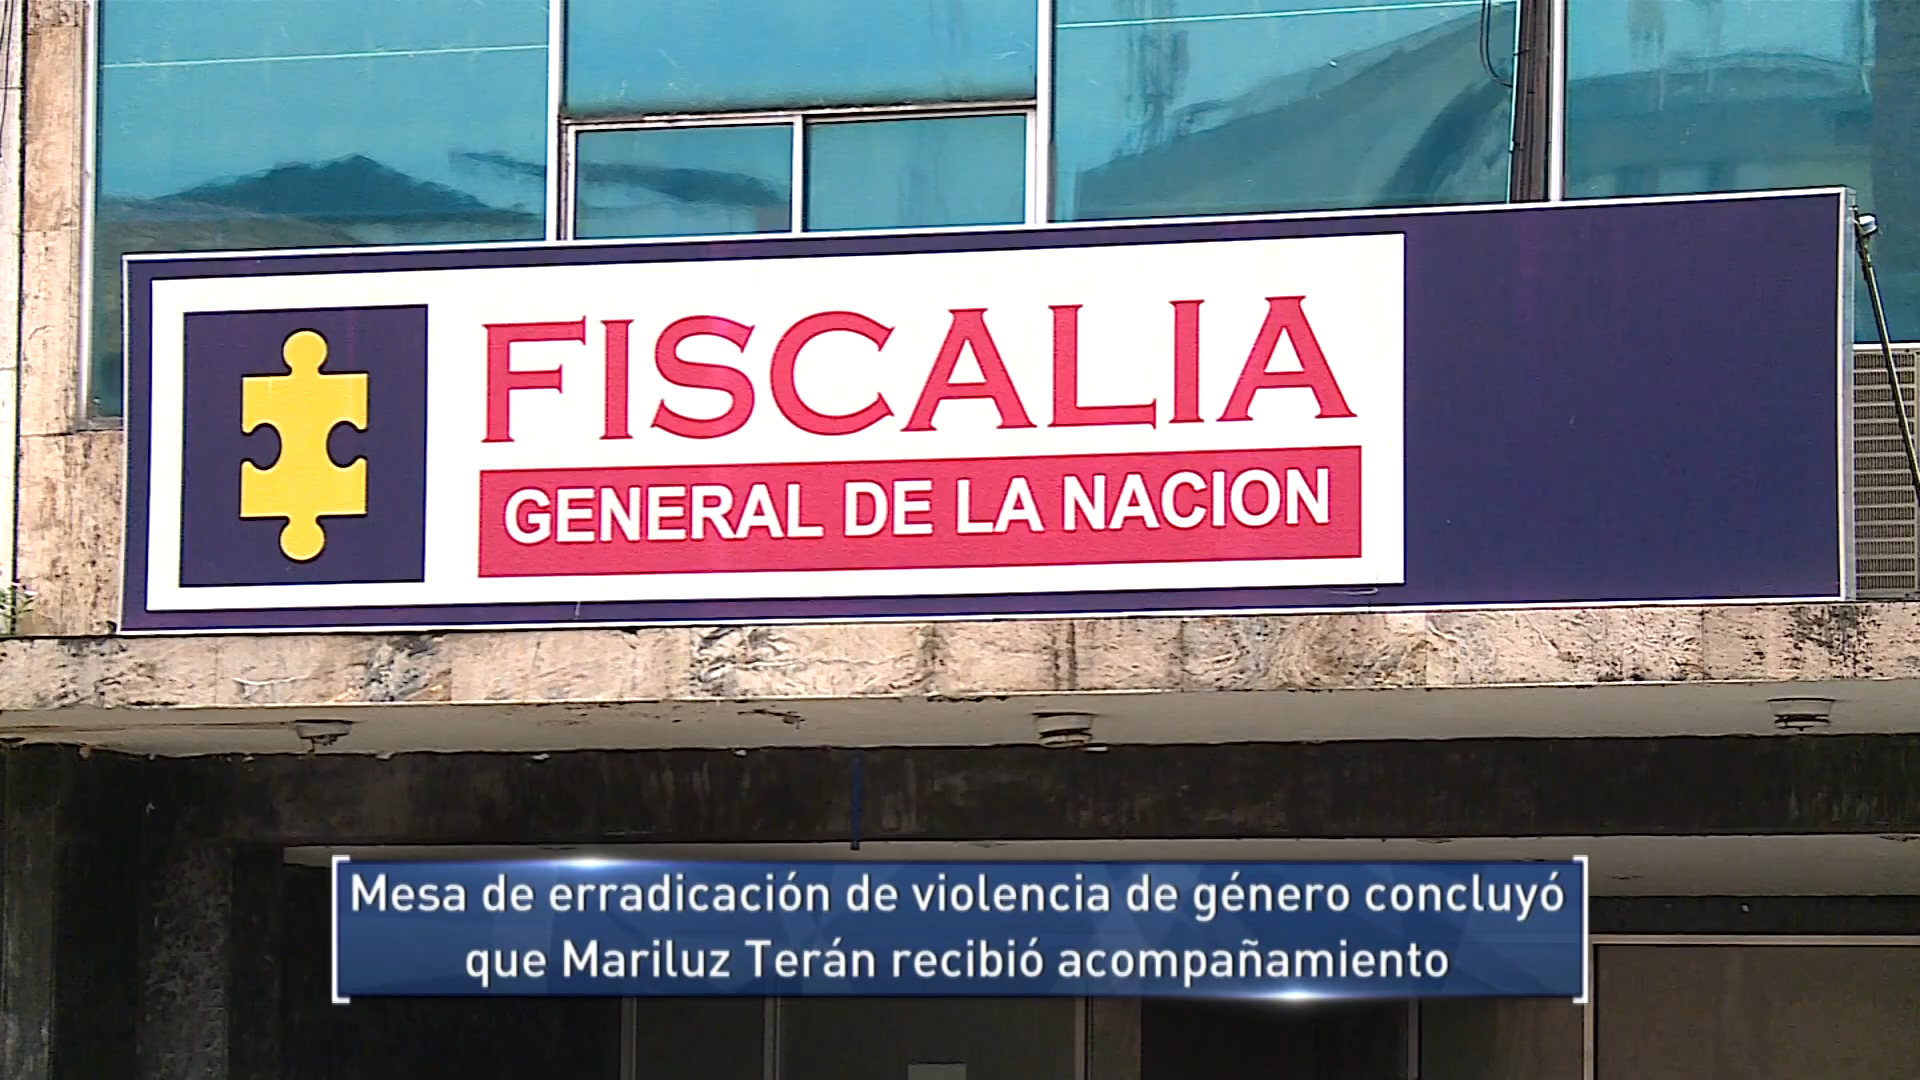 FISCALIA
GENERAL DE LA NACION
Mesa de erradicación de violencia de género concluyó
que Mariluz Terán recibió acompañamiento